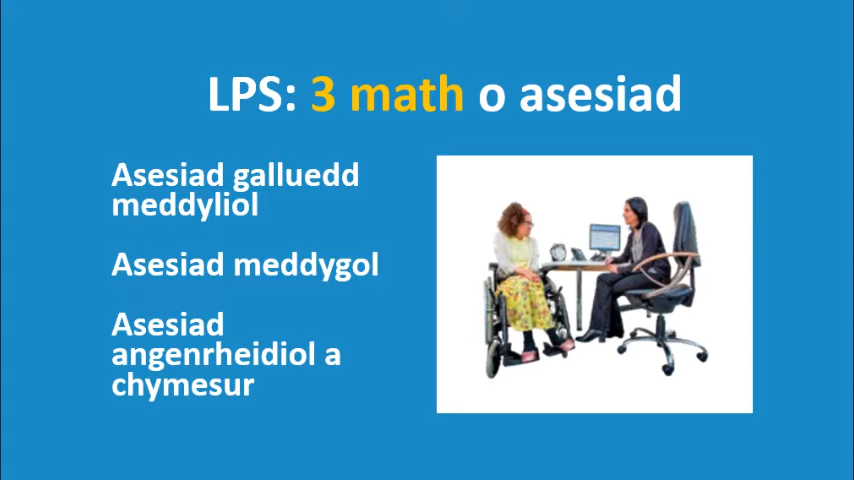 LPS: 3 math o asesiad
Asesiad galluedd
meddyliol
Asesiad meddygol
Asesiad
angenrheidiol a
chymesur